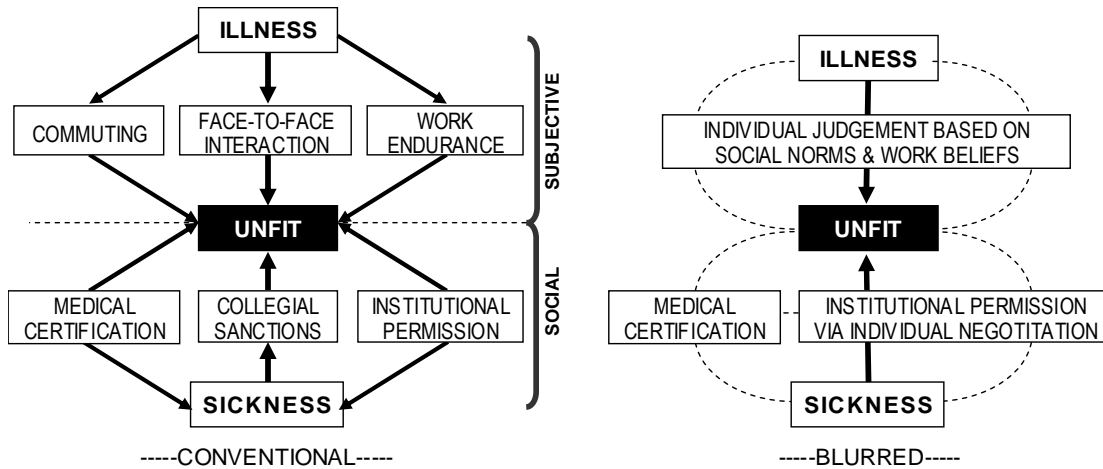 ILLNESS
COMMUTING
FACE-TO-FACE
INTERACTION
WORK
ENDURANCE
SUBJECTIVE
UNFIT
MEDICAL
CERTIFICATION
COLLEGIAL
SANCTIONS
INSTITUTIONAL
PERMISSION
SOCIAL
SICKNESS
-----CONVENTIONAL-----
ILLNESS
INDIVIDUAL JUDGEMENT BASED ON
SOCIAL NORMS & WORK BELIEFS
UNFIT
MEDICAL
CERTIFICATION
INSTITUTIONAL PERMISSION
VIA INDIVIDUAL NEGOTITATION
SICKNESS
-----BLURRED-----